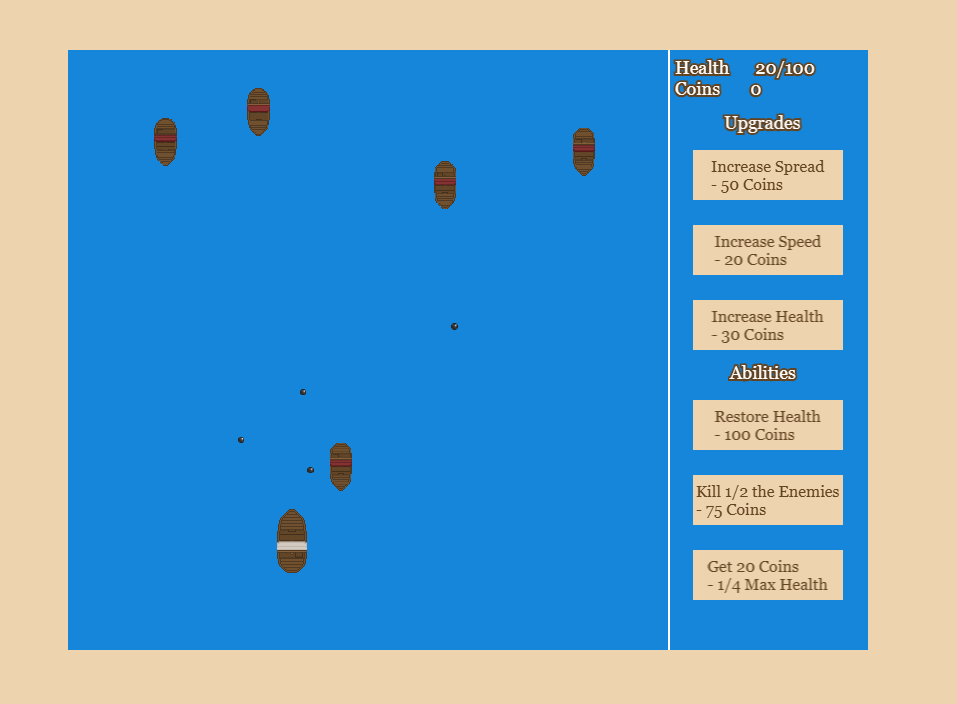 Health 20/100
Coins 0
Upgrades
Increase Spread
- 50 Coins
Increase Speed
- 20 Coins
Increase Health
- 30 Coins
Abilities
Restore Health
- 100 Coins
Kill 1/2 the Enemies
- 75 Coins
Get 20 Coins
- 1/4 Max Health